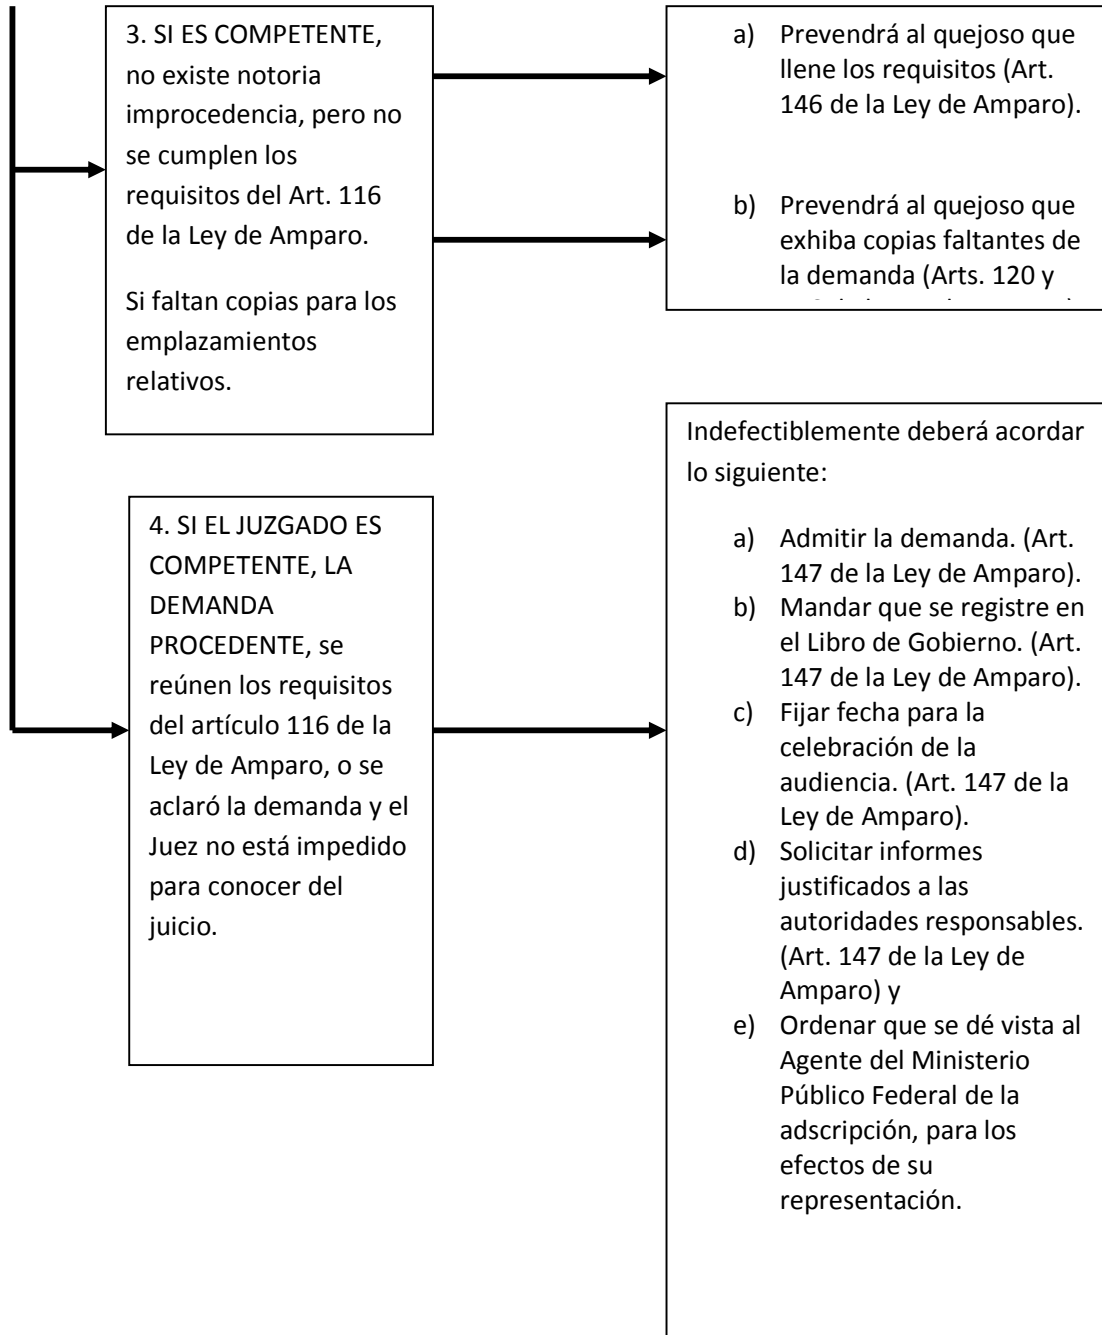 3. SI ES COMPETENTE,
no existe notoria
improcedencia, pero no
se cumplen los
requisitos del Art. 116
de la Ley de Amparo.
Si faltan copias para los
emplazamientos
relativos.
a) Prevendrá al quejoso que
llene los requisitos (Art.
146 de la Ley de Amparo).
b) Prevendrá al quejoso que
exhiba copias faltantes de
la demanda (Arts. 120 y
4. SI EL JUZGADO ES
COMPETENTE, LA
DEMANDA
PROCEDENTE, se
reúnen los requisitos
del artículo 116 de la
Ley de Amparo, o se
aclaró la demanda y el
Juez no está impedido
para conocer del
juicio.
Indefectiblemente deberá acordar
lo siguiente:
a) Admitir la demanda. (Art.
147 de la Ley de Amparo).
b) Mandar que se registre en
el Libro de Gobierno. (Art.
147 de la Ley de Amparo).
c) Fijar fecha para la
celebración de la
audiencia. (Art. 147 de la
Ley de Amparo).
d) Solicitar informes
justificados a las
autoridades responsables.
(Art. 147 de la Ley de
Amparo) y
e) Ordenar que se dé vista al
Agente del Ministerio
Público Federal de la
adscripción, para los
efectos de su
representación.